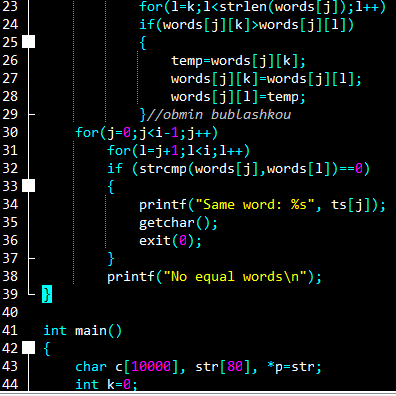 23 for(l=k;l<strlen(words[j]);l++)
24 if(words[j][k]>words[j][l])
25 {
26 temp=words[j][k];
27 words[j][k]=words[j][l];
28 words[j][l]=temp;
29 }//obmin bublashkou
30 for(j=0;j<i-1;j++)
31 for(l=j+1;l<i;l++)
32 if (strcmp(words[j],words[l])==0)
33 {
34 printf("Same word: %s", ts[j]);
35 getchar();
36 exit(0);
37 }
38 printf("No equal words\n");
39 }
40
41 int main()
42 {
43 char c[10000], str[80], *p=str;
44 int k=0;